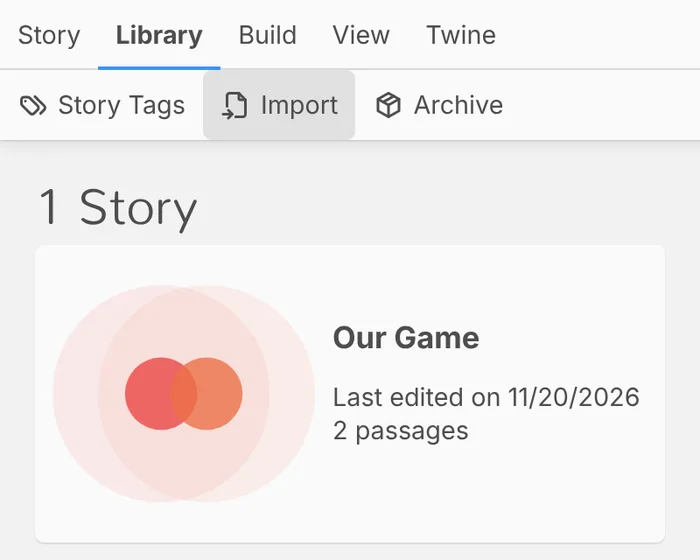 Story Library Build View Twine
Story Tags Import Archive
1 Story
Our Game
Last edited on 11/20/2026
2 passages